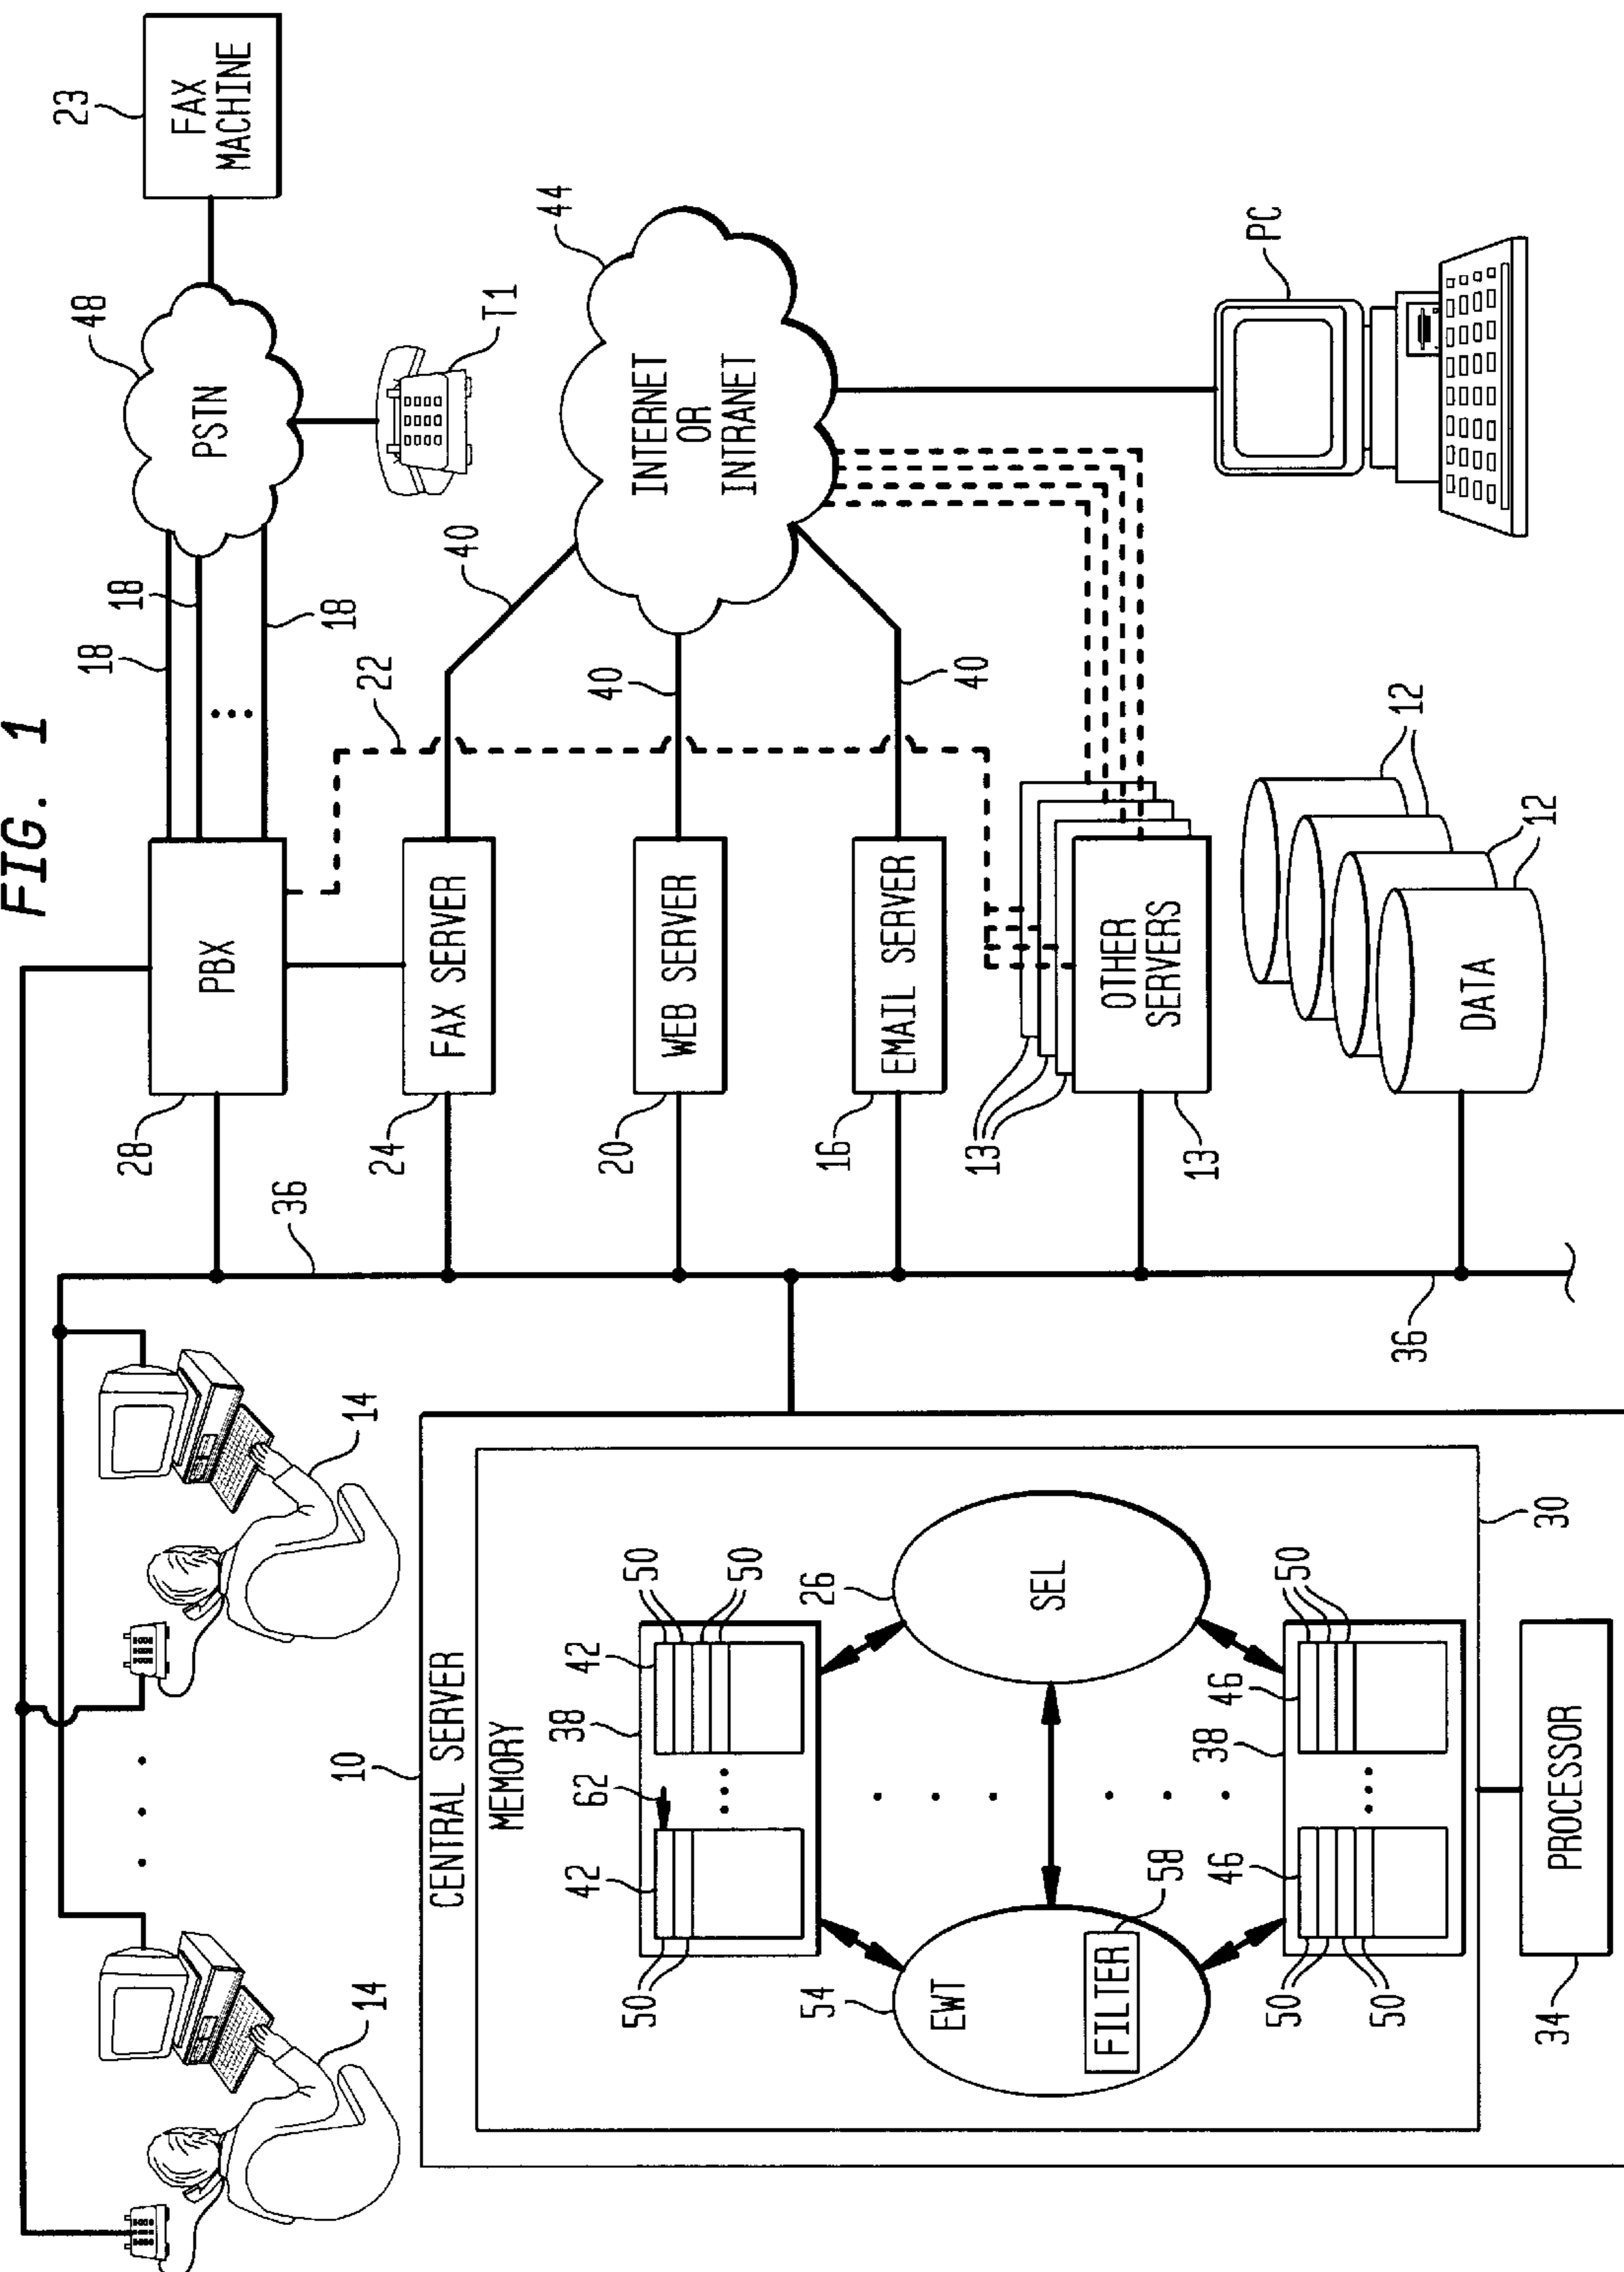 FIG. 1
10
CENTRAL SERVER
MEMORY
14
14
42
62
38
42
50
50
50
54
EWT
FILTER
58
26
SEL
46
38
46
50
50
50
30
34
PROCESSOR
36
36
28
PBX
24
FAX SERVER
20
WEB SERVER
16
EMAIL SERVER
13
13
OTHER
SERVERS
DATA
12
12
18
18
18
22
40
40
40
48
PSTN
T1
23
FAX
MACHINE
44
INTERNET
OR
INTRANET
PC